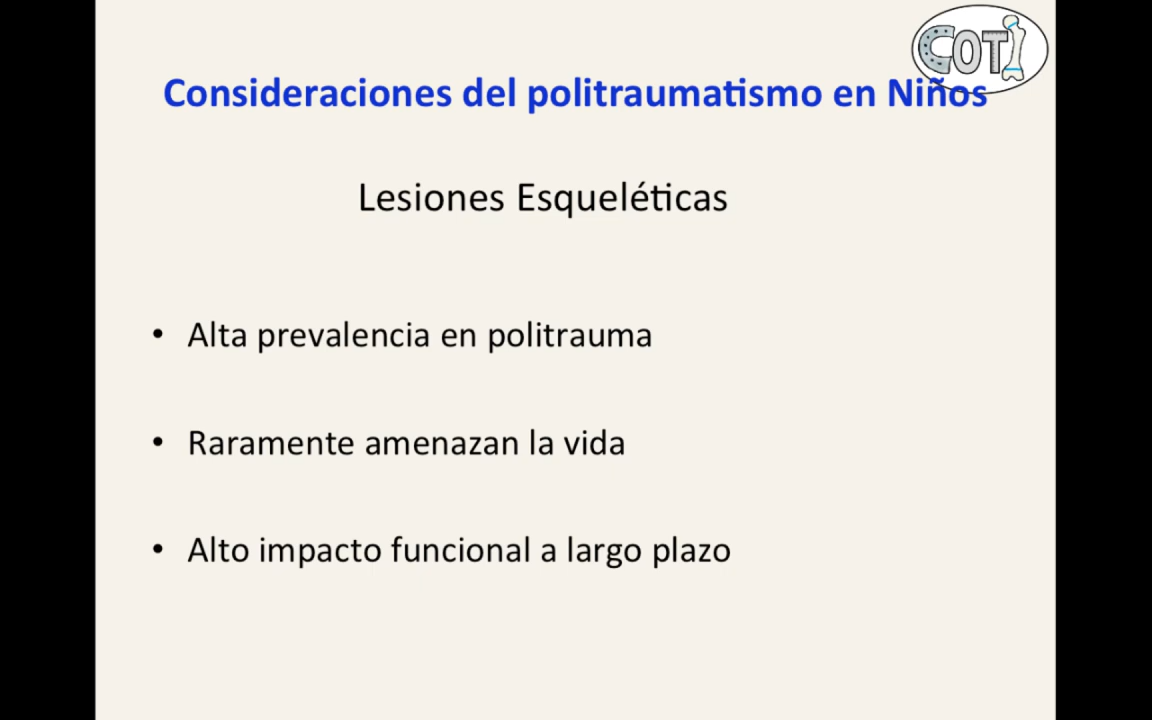 COTI
Consideraciones del politraumatismo en Niños
Lesiones Esqueléticas
• Alta prevalencia en politrauma
• Raramente amenazan la vida
• Alto impacto funcional a largo plazo